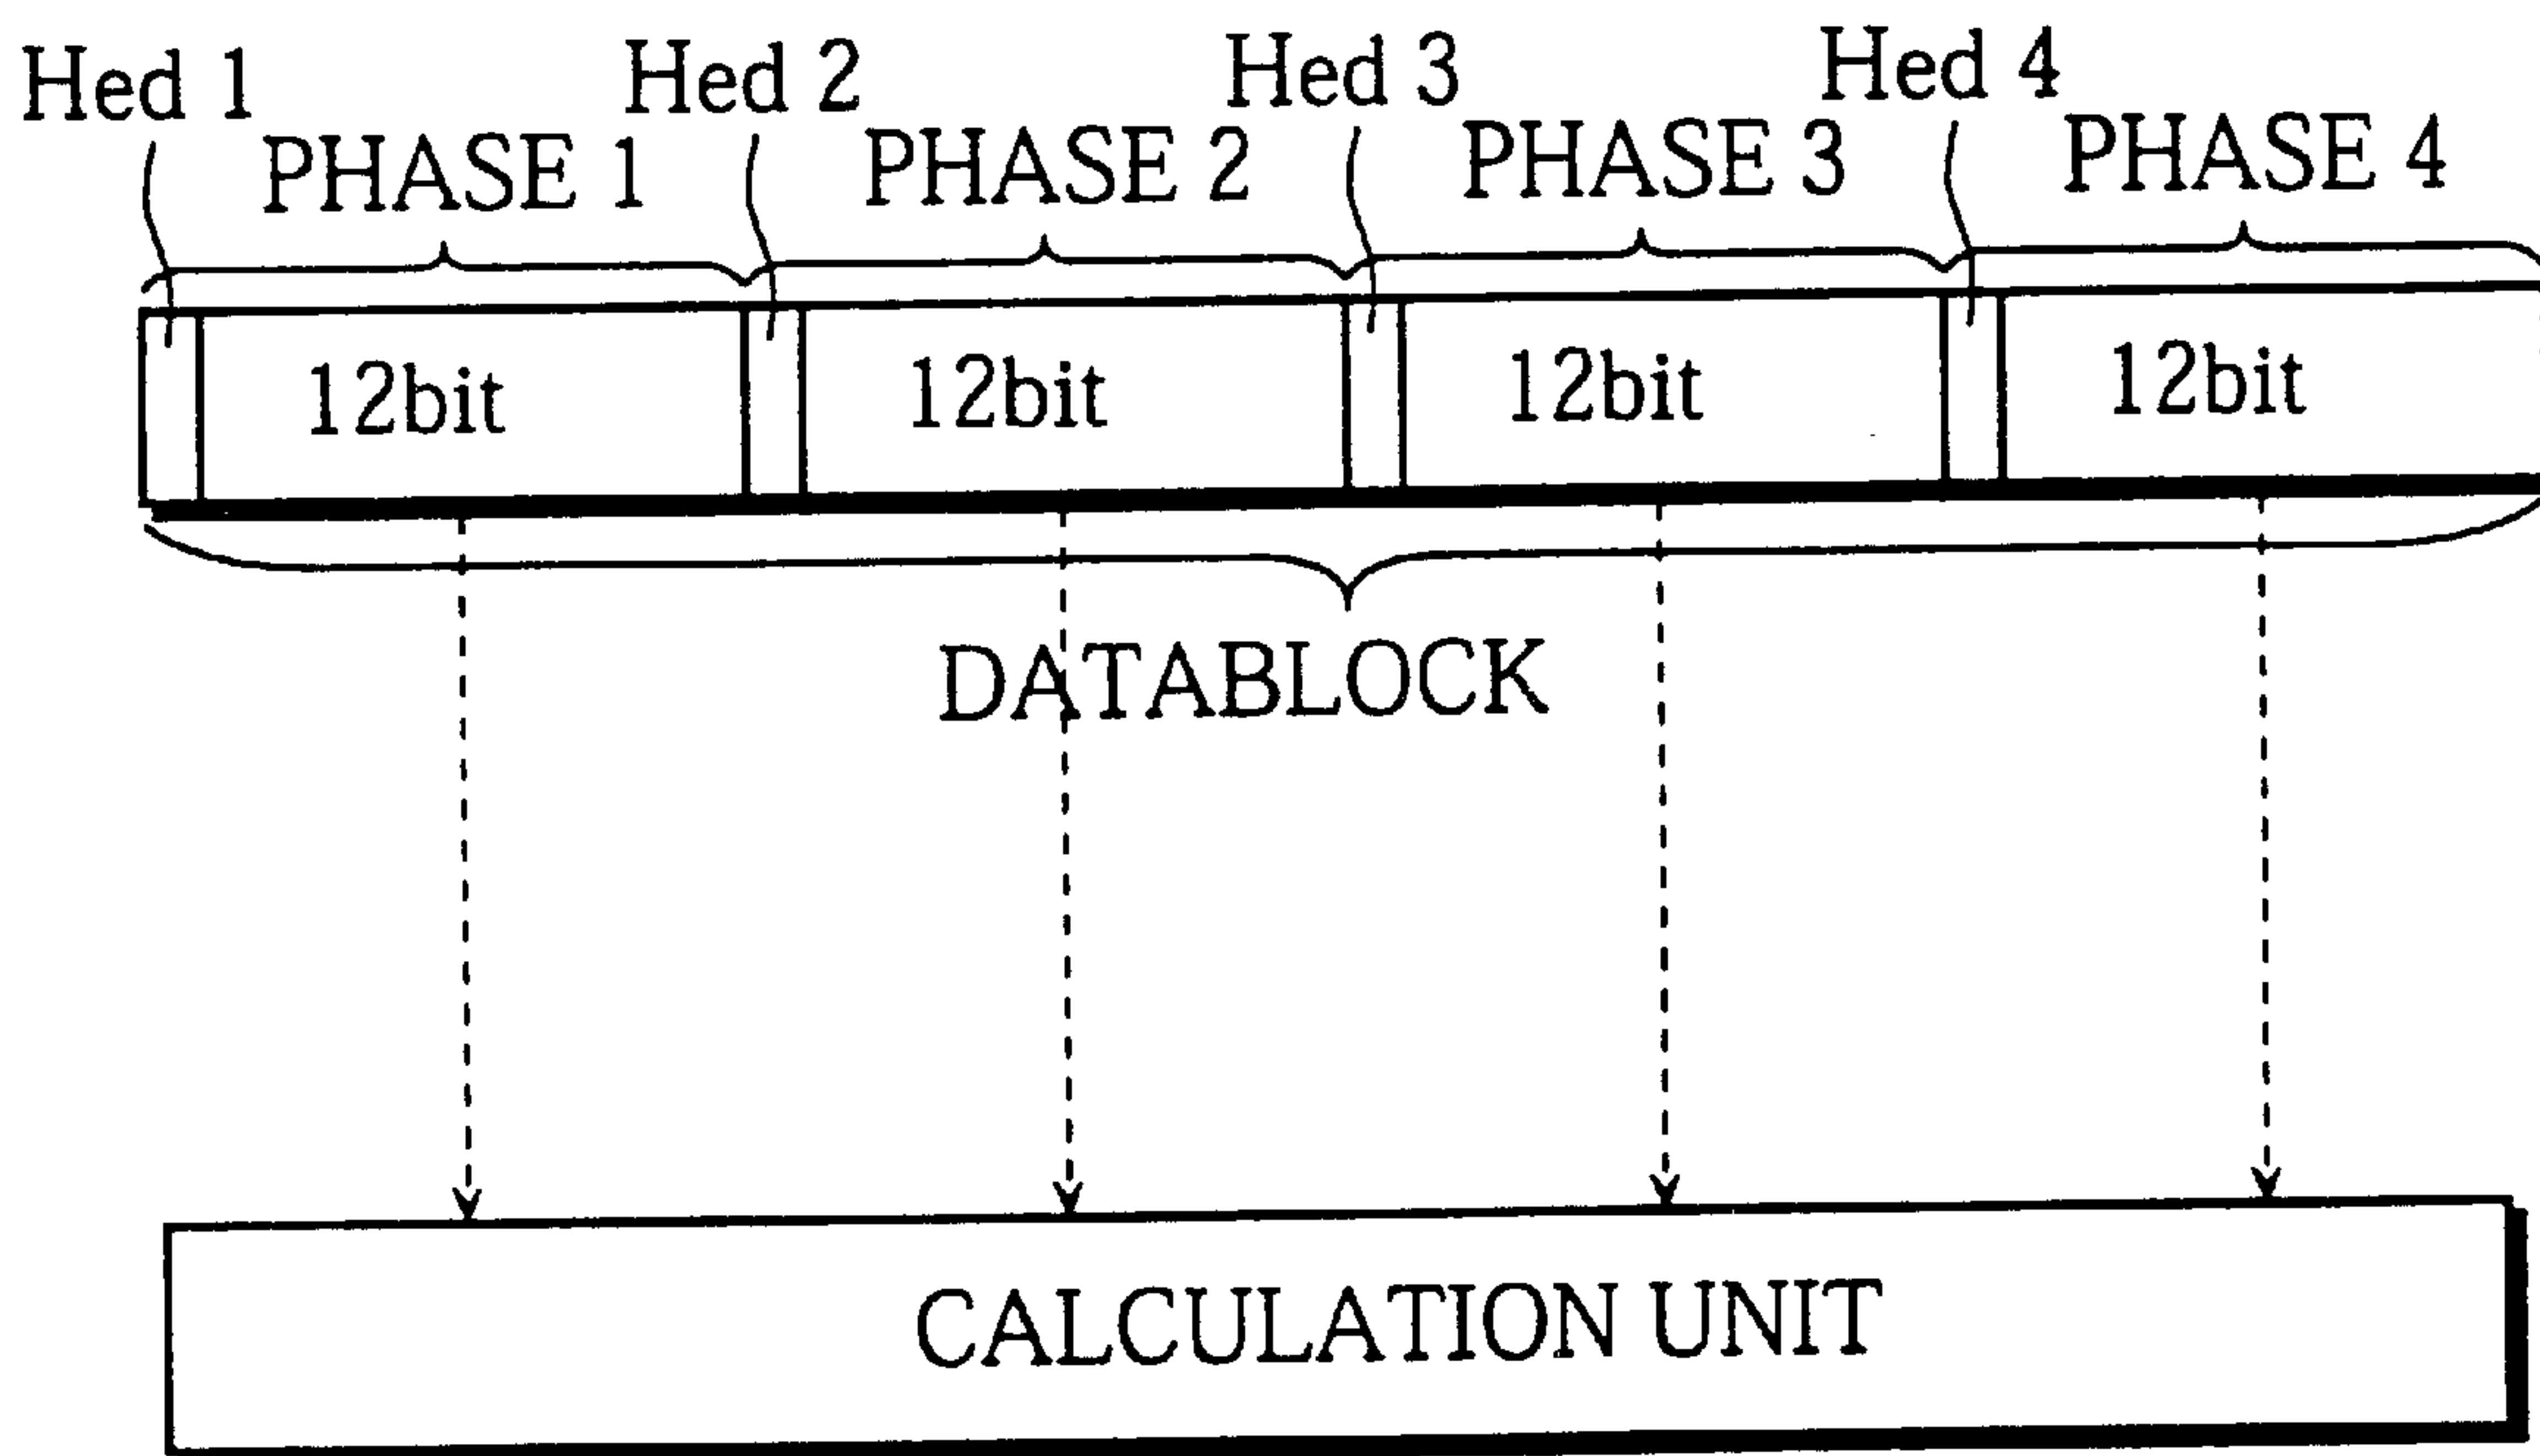 Hed 1 Hed 2 Hed 3 Hed 4
PHASE 1 PHASE 2 PHASE 3 PHASE 4
12bit 12bit 12bit 12bit
DATABLOCK
CALCULATION UNIT